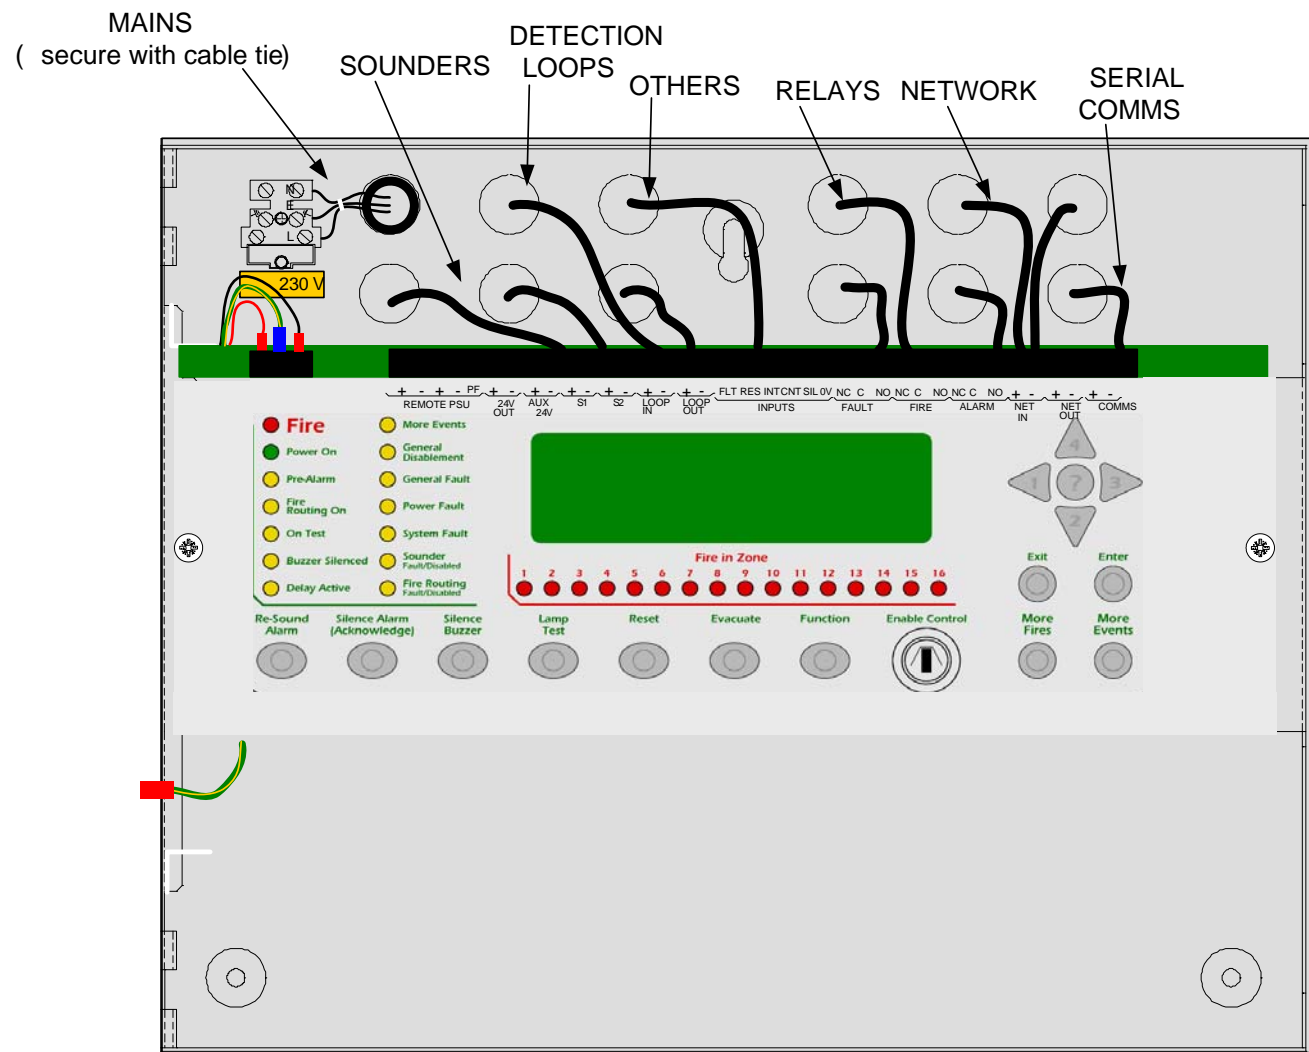 MAINS
( secure with cable tie)
SOUNDERS
DETECTION
LOOPS
OTHERS
RELAYS
NETWORK
SERIAL
COMMS
N
E
L
230 V
+ - + - PF + - + - + - + - + - + - FLT RES INT CNT SIL 0V NC C NO NC C NO NC C NO + - + - + -
REMOTE PSU
24V
OUT
AUX
24V
S1
S2
LOOP
IN
LOOP
OUT
INPUTS
FAULT
FIRE
ALARM
NET
IN
NET
OUT
COMMS
Fire
Power On
Pre-Alarm
Fire
Routing On
On Test
Buzzer Silenced
Delay Active
More Events
General
Disablement
General Fault
Power Fault
System Fault
Sounder
Fault/Disabled
Fire Routing
Fault/Disabled
Fire in Zone
1 2 3 4 5 6 7 8 9 10 11 12 13 14 15 16
4
1 ? 3
2
Exit
Enter
Re-Sound
Alarm
Silence Alarm
(Acknowledge)
Silence
Buzzer
Lamp
Test
Reset
Evacuate
Function
Enable Control
More
Fires
More
Events